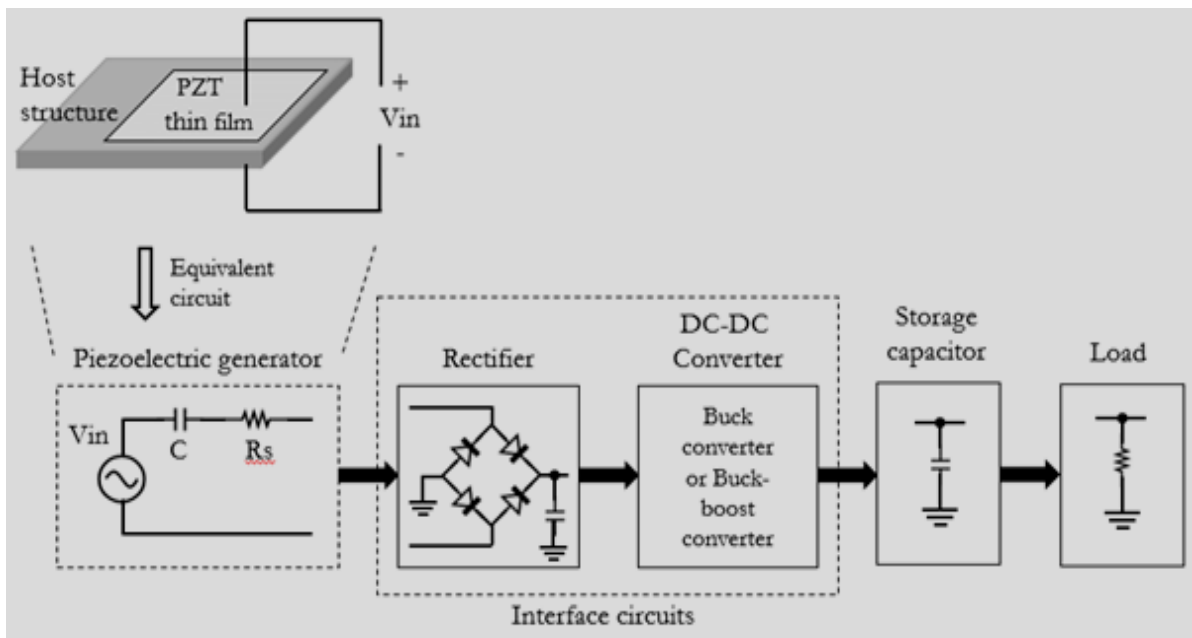 Host
structure
PZT
thin film
+
Vin
-
Equivalent
circuit
Piezoelectric generator
Vin
C
Rs
Rectifier
DC-DC
Converter
Buck
converter
or Buck-
boost
converter
Interface circuits
Storage
capacitor
Load